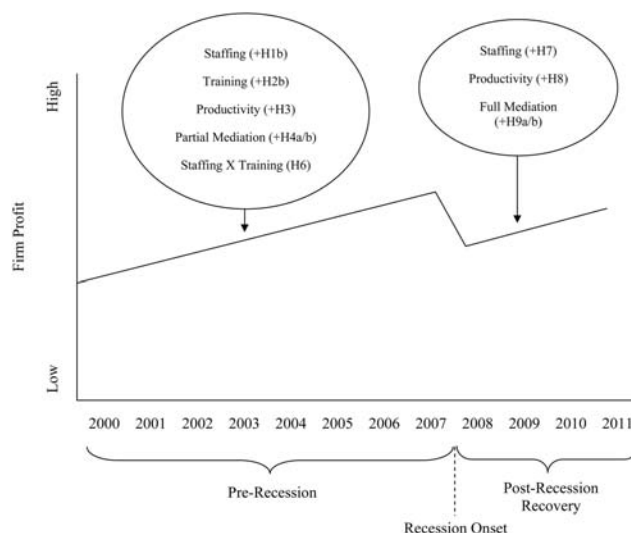 Staffing (+H1b)
Training (+H2b)
Productivity (+H3)
Partial Mediation (+H4a/b)
Staffing X Training (H6)
Staffing (+H7)
Productivity (+H8)
Full Mediation
(+H9a/b)
High
Firm Profit
Low
2000 2001 2002 2003 2004 2005 2006 2007 2008 2009 2010 2011
Pre-Recession
Post-Recession
Recovery
Recession Onset